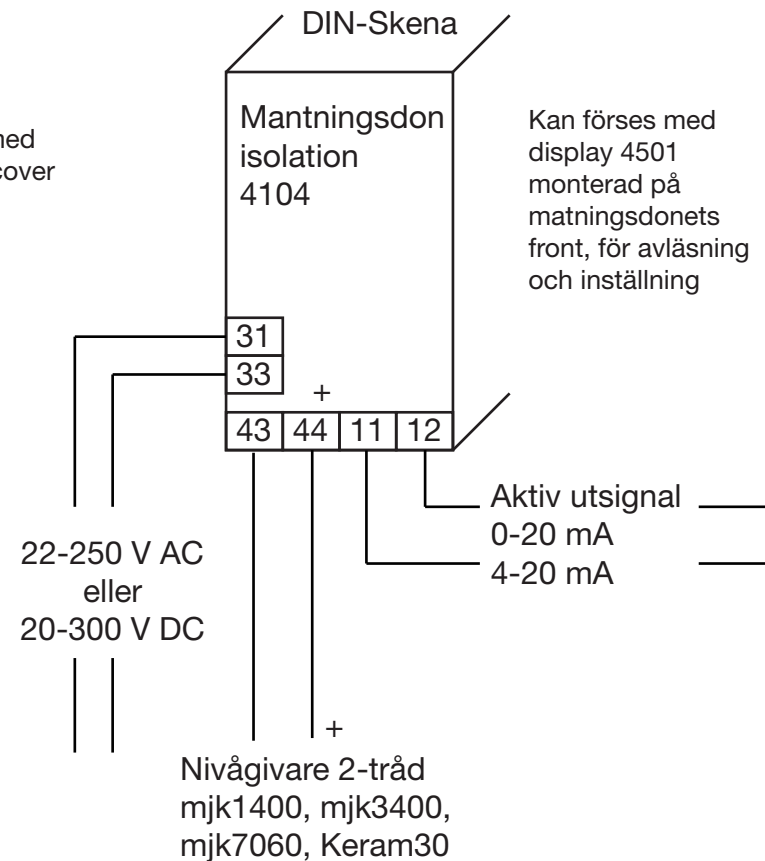 DIN-Skena
Mantningsdon
isolation
4104
Kan förses med
display 4501
monterad på
matningsdonets
front, för avläsning
och inställning
cover
31
33
+
43 44 11 12
Aktiv utsignal
0-20 mA
4-20 mA
22-250 V AC
eller
20-300 V DC
+
Nivågivare 2-tråd
mjk1400, mjk3400,
mjk7060, Keram30